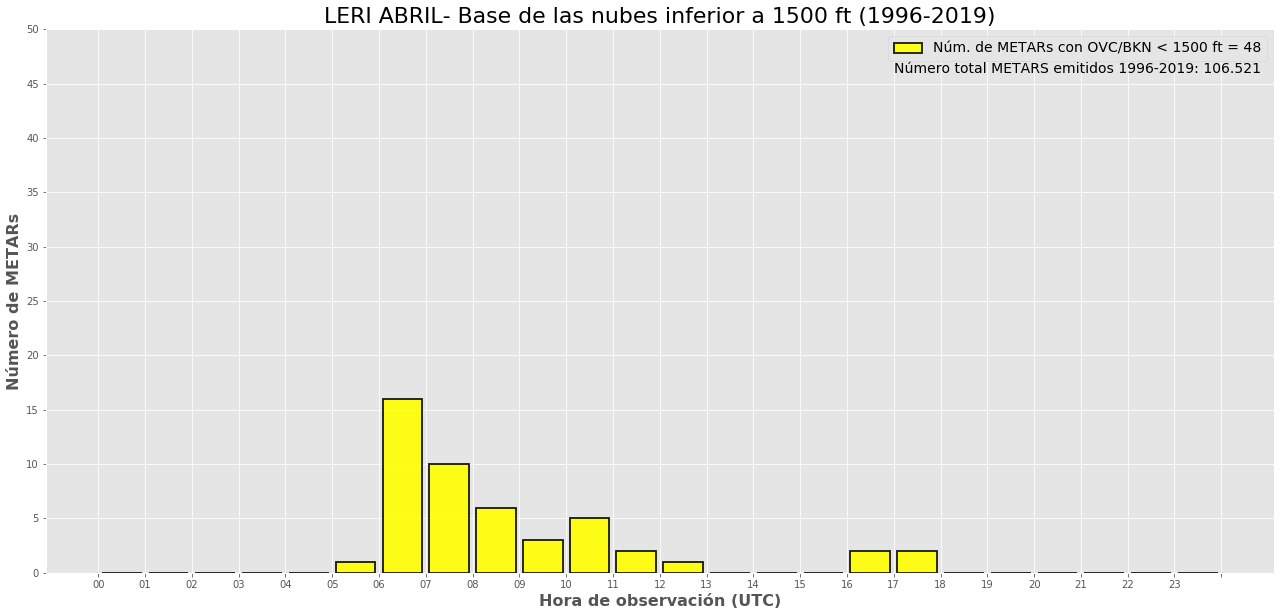 LERI ABRIL- Base de las nubes inferior a 1500 ft (1996-2019)
Núm. de METARs con OVC/BKN < 1500 ft = 48
Número total METARS emitidos 1996-2019: 106.521
Número de METARs
50
45
40
35
30
25
20
15
10
5
0
00 01 02 03 04 05 06 07 08 09 10 11 12 13 14 15 16 17 18 19 20 21 22 23
Hora de observación (UTC)